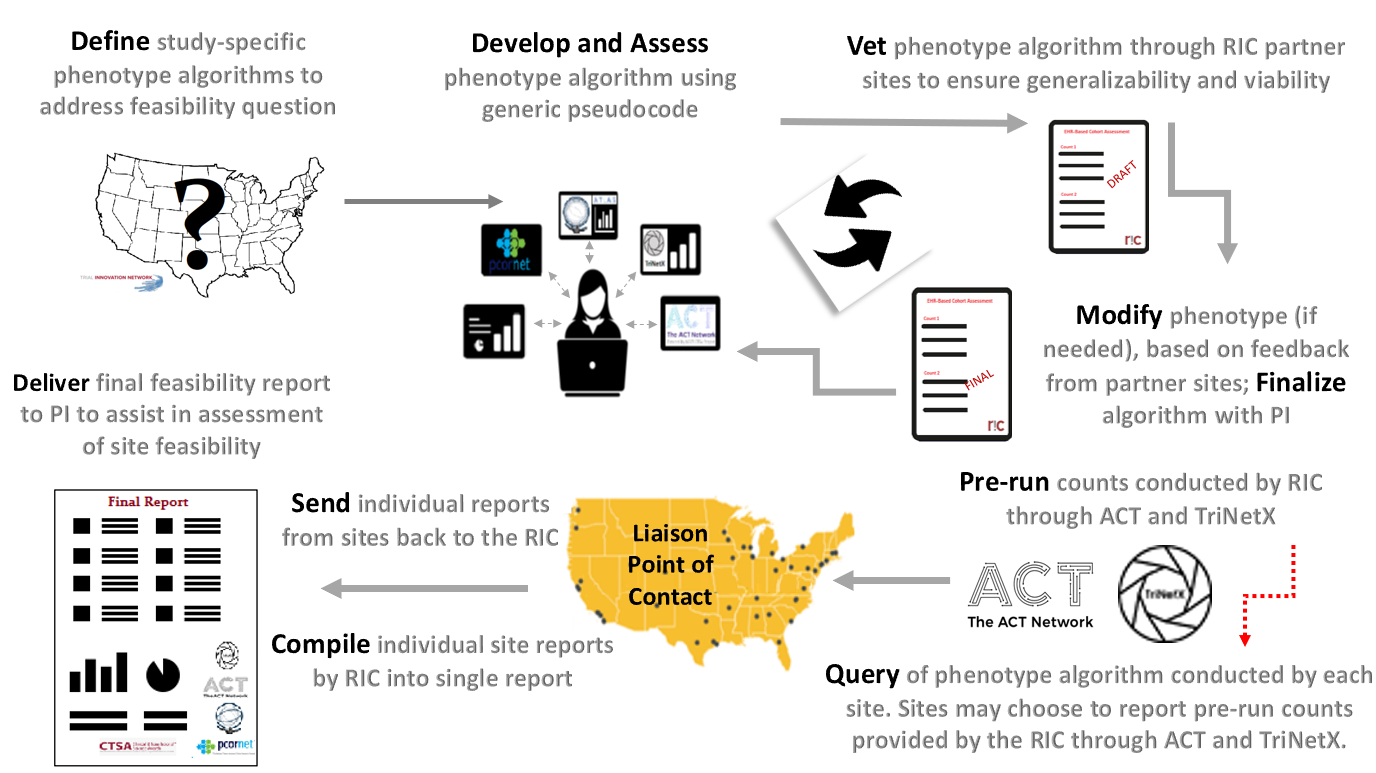 Define study-specific
phenotype algorithms to
address feasibility question
TRIAL INNOVATION NETWORK
Develop and Assess
phenotype algorithm using
generic pseudocode
pcornet
ATLAS
TriNetX
ACT
The ACT Network
Vet phenotype algorithm through RIC partner
sites to ensure generalizability and viability
EHR-Based Cohort Assessment
Count 1
DRAFT
Count 2
r!c
EHR-Based Cohort Assessment
Count 1
Count 2
FINAL
r!c
Modify phenotype (if
needed), based on feedback
from partner sites; Finalize
algorithm with PI
Pre-run counts conducted by RIC
through ACT and TriNetX
ACT
The ACT Network
TriNetX
Query of phenotype algorithm conducted by each
site. Sites may choose to report pre-run counts
provided by the RIC through ACT and TriNetX.
Liaison
Point of
Contact
Send individual reports
from sites back to the RIC
Compile individual site reports
by RIC into single report
Deliver final feasibility report
to PI to assist in assessment
of site feasibility
Final Report
ACT
The ACT Network
CTSA
pcornet